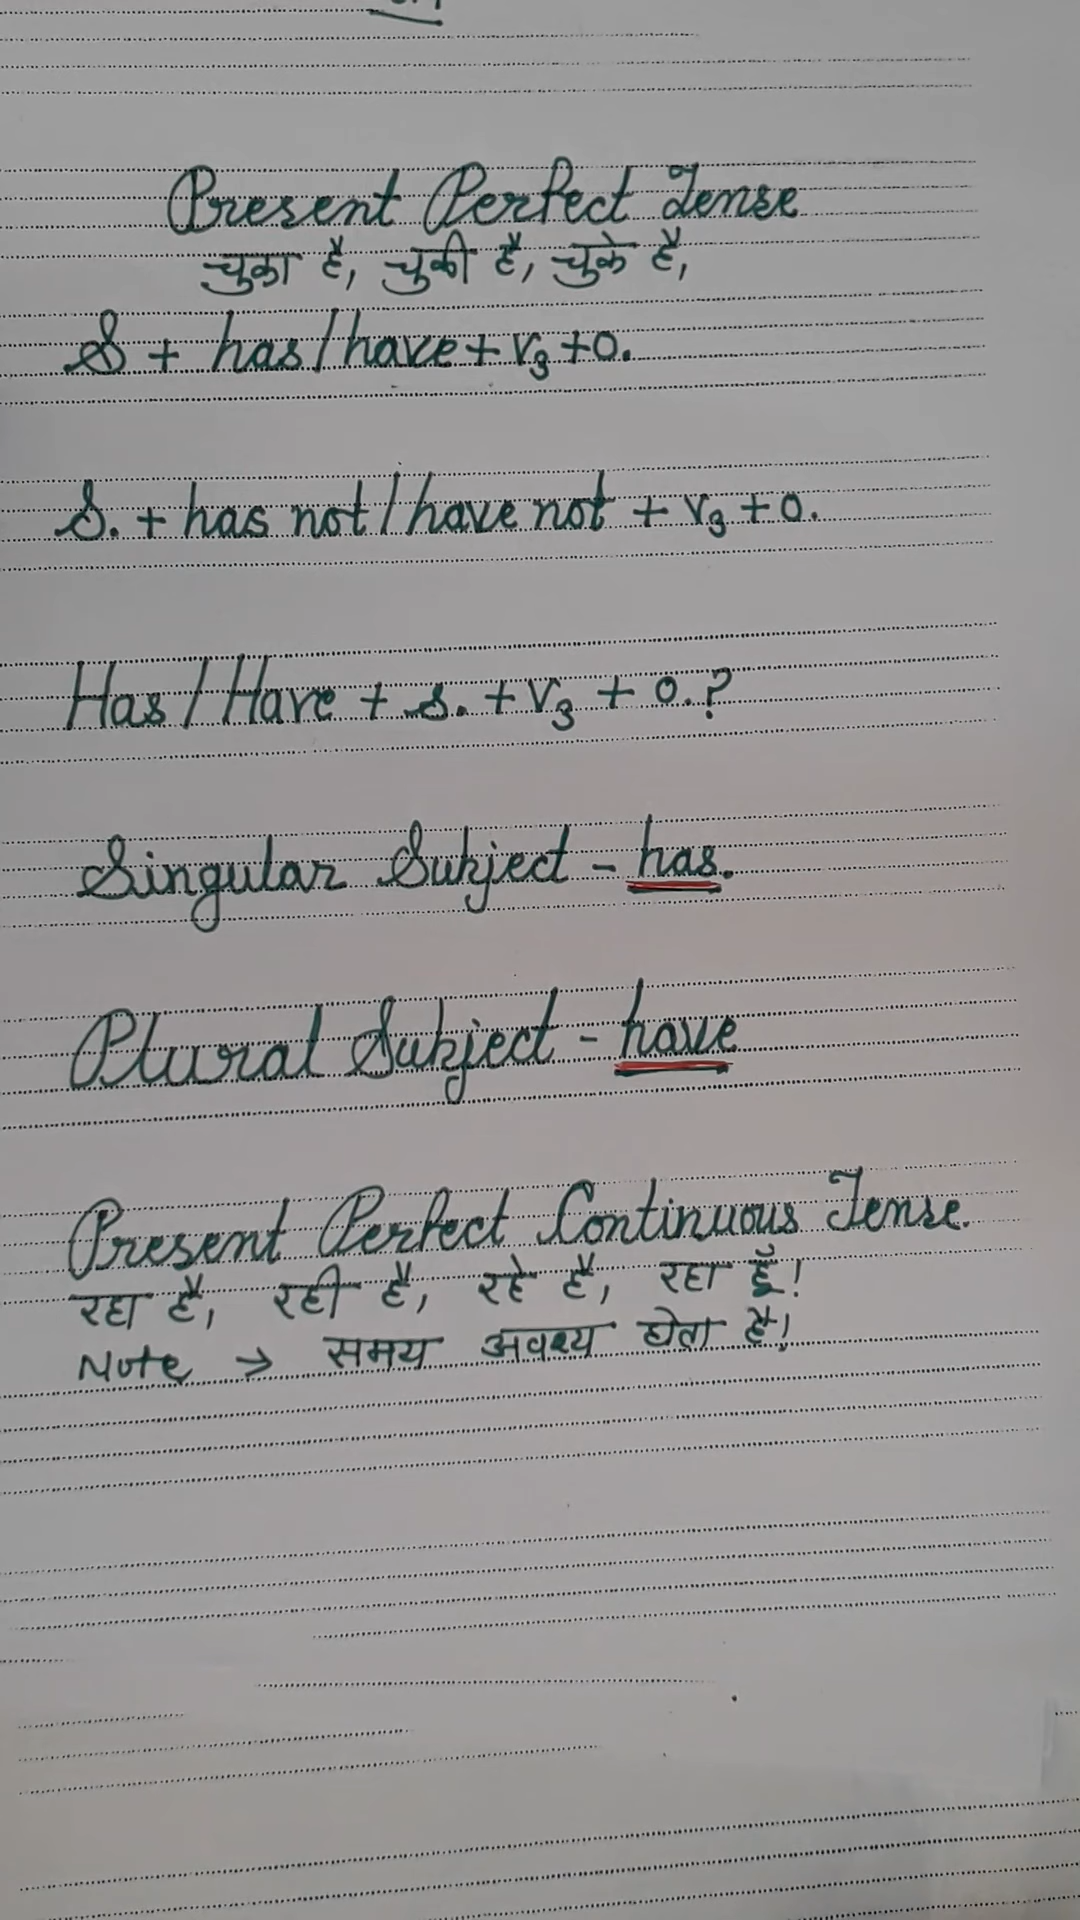 Present Perfect Tense
चुका है, चुकी है, चुके है,
S + has/have + V3 + O.
S. + has not/have not + V3 + O.
Has/Have + s. + V3 + O.?
Singular Subject - has.
Plural Subject - have
Present Perfect Continuous Tense.
रहा है, रही है, रहे है, रहा हूँ!
Note → समय अवश्य होता है।